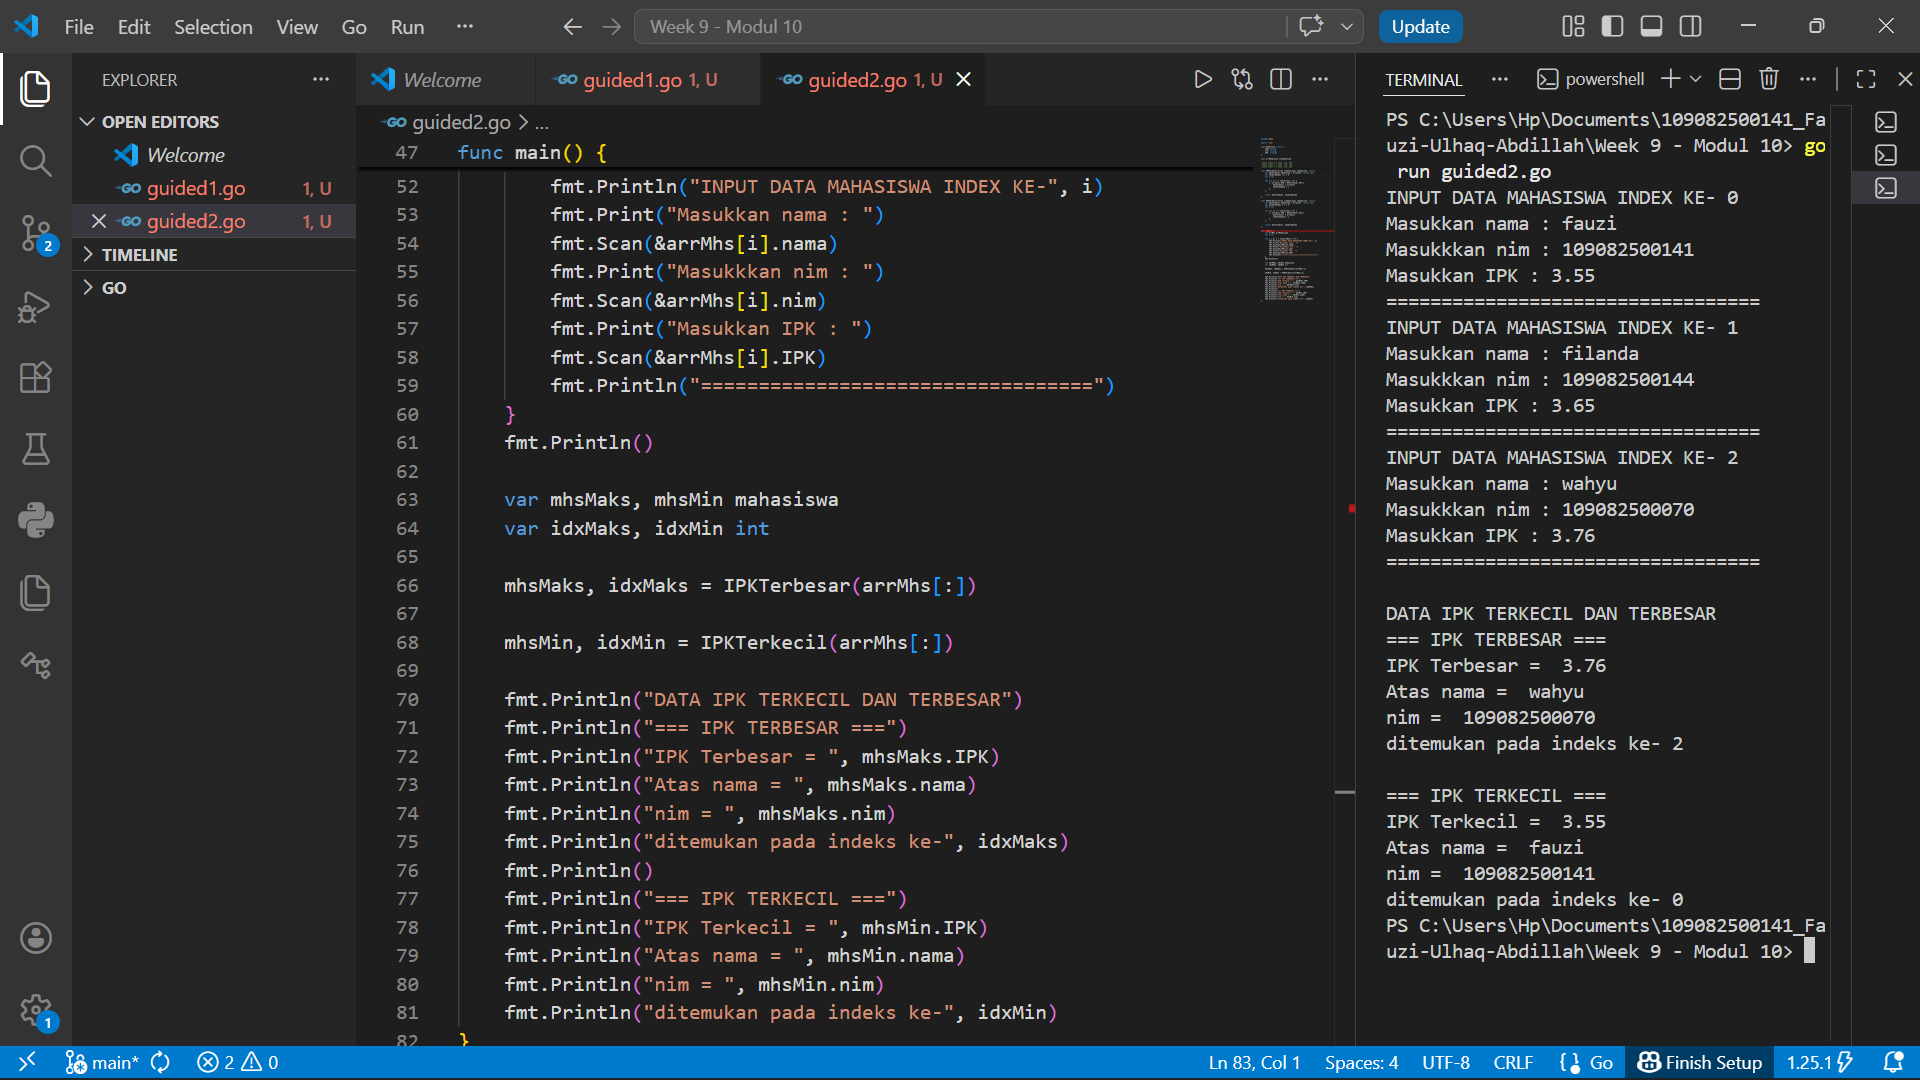 File Edit Selection View Go Run ··· Week 9 - Modul 10 Update
EXPLORER ···
OPEN EDITORS
Welcome
guided1.go 1, U
guided2.go 1, U
TIMELINE
GO
2
1
Welcome guided1.go 1, U guided2.go 1, U
guided2.go > ...
47 func main() {
52 fmt.Println("INPUT DATA MAHASISWA INDEX KE-", i)
53 fmt.Print("Masukkan nama : ")
54 fmt.Scan(&arrMhs[i].nama)
55 fmt.Print("Masukkkan nim : ")
56 fmt.Scan(&arrMhs[i].nim)
57 fmt.Print("Masukkan IPK : ")
58 fmt.Scan(&arrMhs[i].IPK)
59 fmt.Println("==================================")
60 }
61 fmt.Println()
62
63 var mhsMaks, mhsMin mahasiswa
64 var idxMaks, idxMin int
65
66 mhsMaks, idxMaks = IPKTerbesar(arrMhs[:])
67
68 mhsMin, idxMin = IPKTerkecil(arrMhs[:])
69
70 fmt.Println("DATA IPK TERKECIL DAN TERBESAR")
71 fmt.Println("=== IPK TERBESAR ===")
72 fmt.Println("IPK Terbesar = ", mhsMaks.IPK)
73 fmt.Println("Atas nama = ", mhsMaks.nama)
74 fmt.Println("nim = ", mhsMaks.nim)
75 fmt.Println("ditemukan pada indeks ke-", idxMaks)
76 fmt.Println()
77 fmt.Println("=== IPK TERKECIL ===")
78 fmt.Println("IPK Terkecil = ", mhsMin.IPK)
79 fmt.Println("Atas nama = ", mhsMin.nama)
80 fmt.Println("nim = ", mhsMin.nim)
81 fmt.Println("ditemukan pada indeks ke-", idxMin)
82 }
TERMINAL ··· powershell
PS C:\Users\Hp\Documents\109082500141_Fa
uzi-Ulhaq-Abdillah\Week 9 - Modul 10> go
run guided2.go
INPUT DATA MAHASISWA INDEX KE- 0
Masukkan nama : fauzi
Masukkkan nim : 109082500141
Masukkan IPK : 3.55
==================================
INPUT DATA MAHASISWA INDEX KE- 1
Masukkan nama : filanda
Masukkkan nim : 109082500144
Masukkan IPK : 3.65
==================================
INPUT DATA MAHASISWA INDEX KE- 2
Masukkan nama : wahyu
Masukkkan nim : 109082500070
Masukkan IPK : 3.76
==================================
DATA IPK TERKECIL DAN TERBESAR
=== IPK TERBESAR ===
IPK Terbesar =  3.76
Atas nama =  wahyu
nim =  109082500070
ditemukan pada indeks ke- 2
=== IPK TERKECIL ===
IPK Terkecil =  3.55
Atas nama =  fauzi
nim =  109082500141
ditemukan pada indeks ke- 0
PS C:\Users\Hp\Documents\109082500141_Fa
uzi-Ulhaq-Abdillah\Week 9 - Modul 10>
main* 2 0 Ln 83, Col 1 Spaces: 4 UTF-8 CRLF {} Go Finish Setup 1.25.1